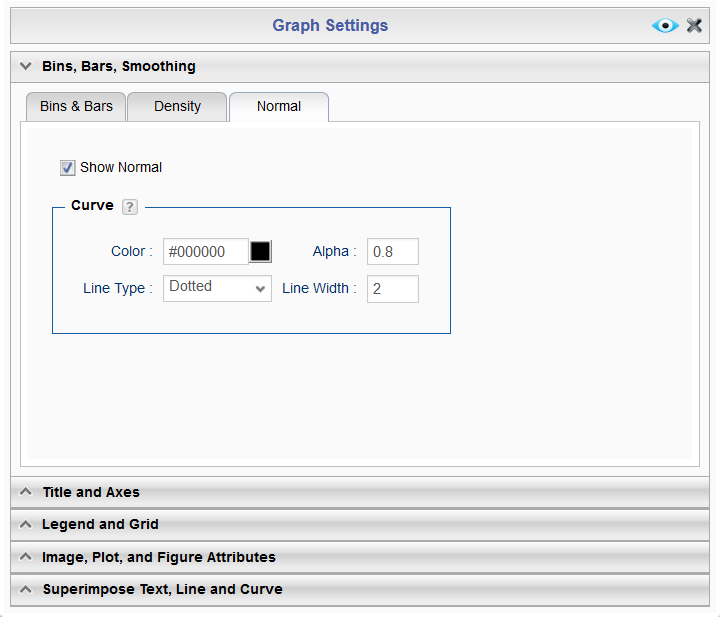 Graph Settings
Bins, Bars, Smoothing
Bins & Bars Density Normal
Show Normal
Curve ?
Color : #000000 Alpha : 0.8
Line Type : Dotted Line Width : 2
Title and Axes
Legend and Grid
Image, Plot, and Figure Attributes
Superimpose Text, Line and Curve